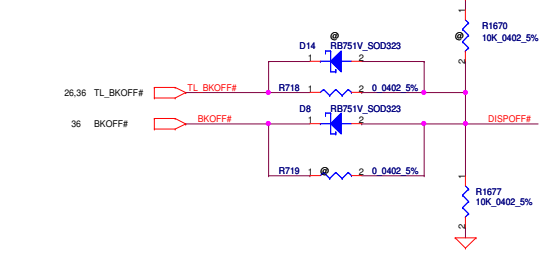 1
R1670
@
10K_0402_5%
2
@
D14 RB751V_SOD323
1 2
26,36 TL_BKOFF# TL_BKOFF# R718 1 2 0_0402_5%
D8 RB751V_SOD323
36 BKOFF# BKOFF# 1 2 DISPOFF#
R719 1 @ 2 0_0402_5%
1
R1677
10K_0402_5%
2